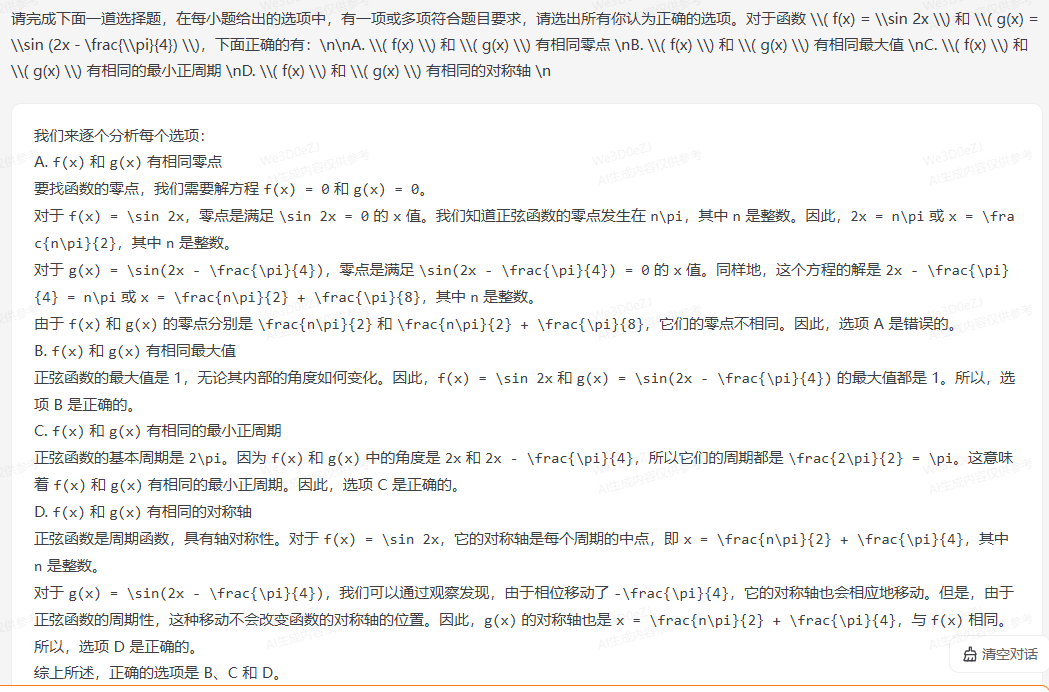 请完成下面一道选择题，在每小题给出的选项中，有一项或多项符合题目要求，请选出所有你认为正确的选项。对于函数 \\( f(x) = \\sin 2x \\) 和 \\( g(x) =
\\sin (2x - \frac{\\pi}{4}) \\)，下面正确的有：\n\nA. \\( f(x) \\) 和 \\( g(x) \\) 有相同零点 \nB. \\( f(x) \\) 和 \\( g(x) \\) 有相同最大值 \nC. \\( f(x) \\) 和
\\( g(x) \\) 有相同的最小正周期 \nD. \\( f(x) \\) 和 \\( g(x) \\) 有相同的对称轴 \n
我们来逐个分析每个选项：
A. f(x) 和 g(x) 有相同零点
要找函数的零点，我们需要解方程 f(x) = 0 和 g(x) = 0。
对于 f(x) = \sin 2x，零点是满足 \sin 2x = 0 的 x 值。我们知道正弦函数的零点发生在 n\pi，其中 n 是整数。因此，2x = n\pi 或 x = \fra
c{n\pi}{2}，其中 n 是整数。
对于 g(x) = \sin(2x - \frac{\pi}{4})，零点是满足 \sin(2x - \frac{\pi}{4}) = 0 的 x 值。同样地，这个方程的解是 2x - \frac{\pi}
{4} = n\pi 或 x = \frac{n\pi}{2} + \frac{\pi}{8}，其中 n 是整数。
由于 f(x) 和 g(x) 的零点分别是 \frac{n\pi}{2} 和 \frac{n\pi}{2} + \frac{\pi}{8}，它们的零点不相同。因此，选项 A 是错误的。
B. f(x) 和 g(x) 有相同最大值
正弦函数的最大值是 1，无论其内部的角度如何变化。因此，f(x) = \sin 2x 和 g(x) = \sin(2x - \frac{\pi}{4}) 的最大值都是 1。所以，选
项 B 是正确的。
C. f(x) 和 g(x) 有相同的最小正周期
正弦函数的基本周期是 2\pi。因为 f(x) 和 g(x) 中的角度是 2x 和 2x - \frac{\pi}{4}，所以它们的周期都是 \frac{2\pi}{2} = \pi。这意味
着 f(x) 和 g(x) 有相同的最小正周期。因此，选项 C 是正确的。
D. f(x) 和 g(x) 有相同的对称轴
正弦函数是周期函数，具有轴对称性。对于 f(x) = \sin 2x，它的对称轴是每个周期的中点，即 x = \frac{n\pi}{2} + \frac{\pi}{4}，其中
n 是整数。
对于 g(x) = \sin(2x - \frac{\pi}{4})，我们可以通过观察发现，由于相位移动了 -\frac{\pi}{4}，它的对称轴也会相应地移动。但是，由于
正弦函数的周期性，这种移动不会改变函数的对称轴的位置。因此，g(x) 的对称轴也是 x = \frac{n\pi}{2} + \frac{\pi}{4}，与 f(x) 相同。
所以，选项 D 是正确的。
清空对话
综上所述，正确的选项是 B、C 和 D。